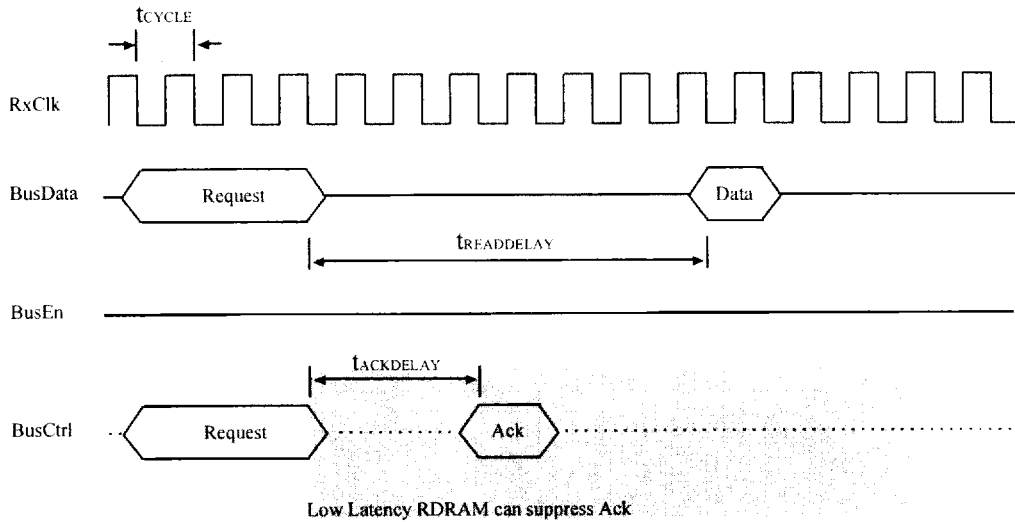 tCYCLE
RxClk
BusData
Request
Data
tREADDELAY
BusEn
tACKDELAY
BusCtrl
Request
Ack
Low Latency RDRAM can suppress Ack